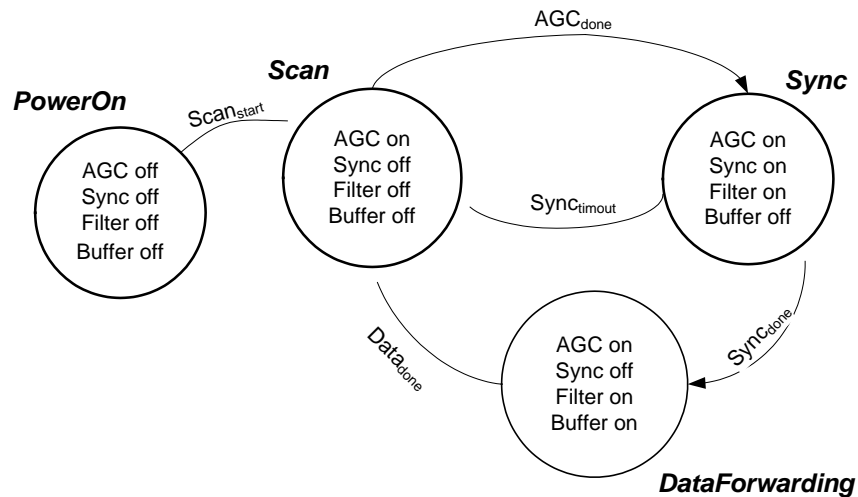 AGCdone
Scan
Sync
PowerOn
Scanstart
AGC off
Sync off
Filter off
Buffer off
AGC on
Sync off
Filter off
Buffer off
AGC on
Sync on
Filter on
Buffer off
Synctimout
Datadone
Syncdone
AGC on
Sync off
Filter on
Buffer on
DataForwarding